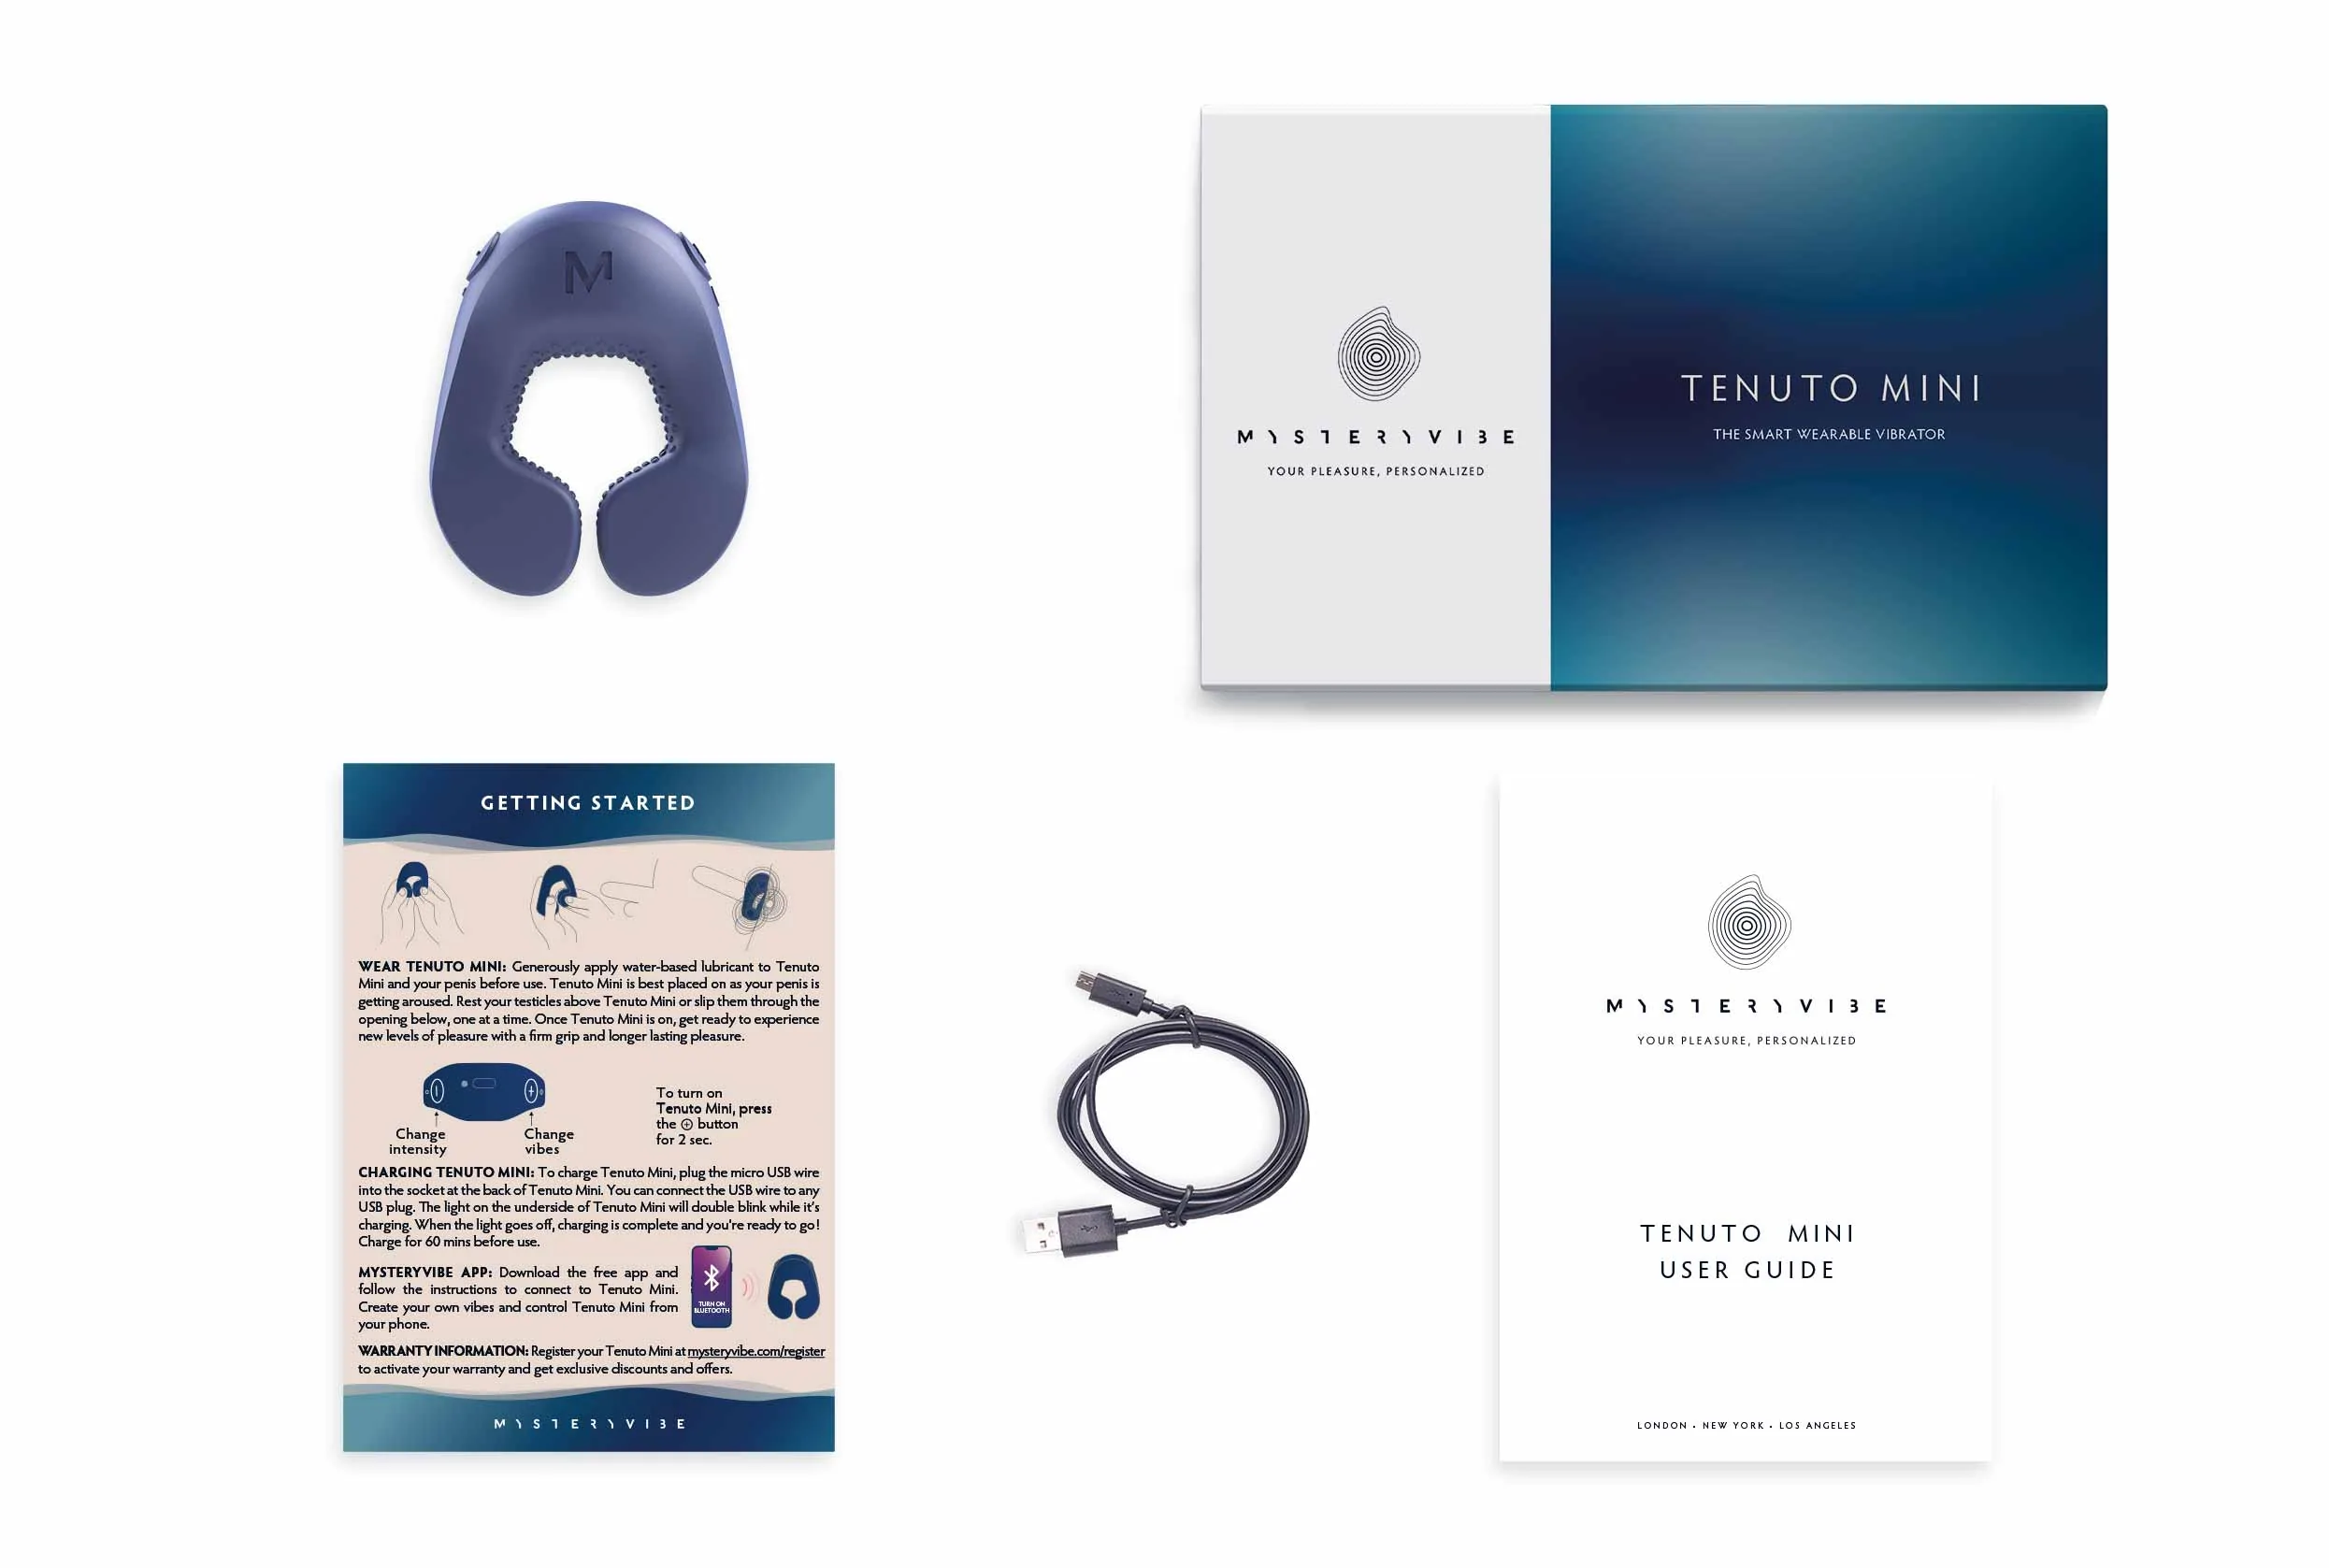 M
MYSTERYVIBE
YOUR PLEASURE, PERSONALIZED
TENUTO MINI
THE SMART WEARABLE VIBRATOR
GETTING STARTED
WEAR TENUTO MINI: Generously apply water-based lubricant to Tenuto
Mini and your penis before use. Tenuto Mini is best placed on as your penis is
getting aroused. Rest your testicles above Tenuto Mini or slip them through the
opening below, one at a time. Once Tenuto Mini is on, get ready to experience
new levels of pleasure with a firm grip and longer lasting pleasure.
Change
intensity
Change
vibes
To turn on
Tenuto Mini, press
the ⊕ button
for 2 sec.
CHARGING TENUTO MINI: To charge Tenuto Mini, plug the micro USB wire
into the socket at the back of Tenuto Mini. You can connect the USB wire to any
USB plug. The light on the underside of Tenuto Mini will double blink while it's
charging. When the light goes off, charging is complete and you're ready to go!
Charge for 60 mins before use.
MYSTERYVIBE APP: Download the free app and
follow the instructions to connect to Tenuto Mini.
Create your own vibes and control Tenuto Mini from
your phone.
TURN ON
BLUETOOTH
WARRANTY INFORMATION: Register your Tenuto Mini at mysteryvibe.com/register
to activate your warranty and get exclusive discounts and offers.
MYSTERYVIBE
MYSTERYVIBE
YOUR PLEASURE, PERSONALIZED
TENUTO MINI
USER GUIDE
LONDON • NEW YORK • LOS ANGELES